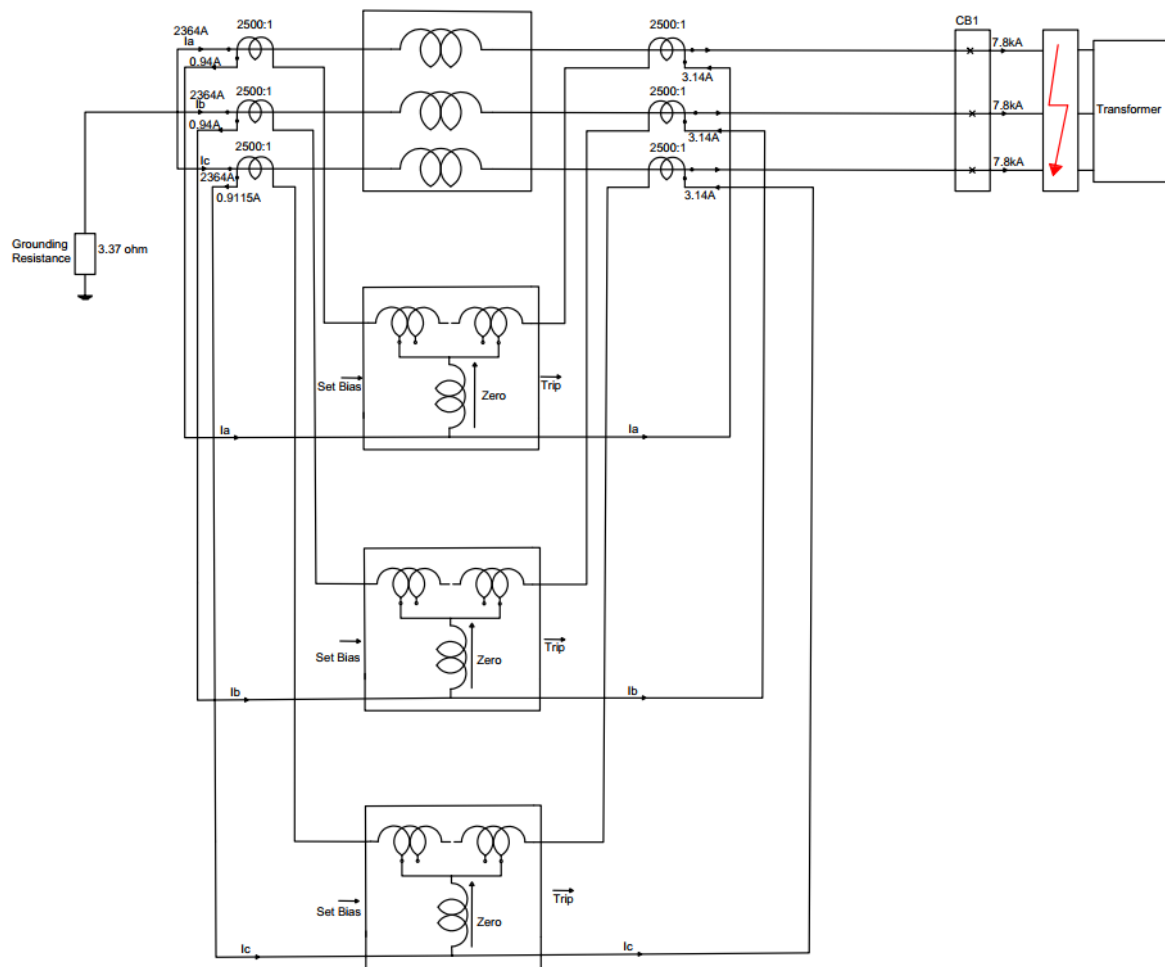 2364A
Ia
2500:1
0.94A
2364A
Ib
2500:1
0.94A
2500:1
Ic
2364A
0.9115A
2500:1
3.14A
2500:1
3.14A
2500:1
3.14A
CB1
7.8kA
7.8kA
7.8kA
Transformer
Grounding
Resistance
3.37 ohm
Set Bias
Zero
Trip
Ia
Ia
Set Bias
Zero
Trip
Ib
Ib
Set Bias
Zero
Trip
Ic
Ic